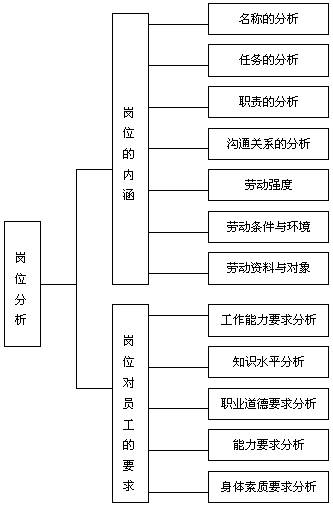 岗位分析
岗位的内涵
名称的分析
任务的分析
职责的分析
沟通关系的分析
劳动强度
劳动条件与环境
劳动资料与对象
岗位对员工的要求
工作能力要求分析
知识水平分析
职业道德要求分析
能力要求分析
身体素质要求分析